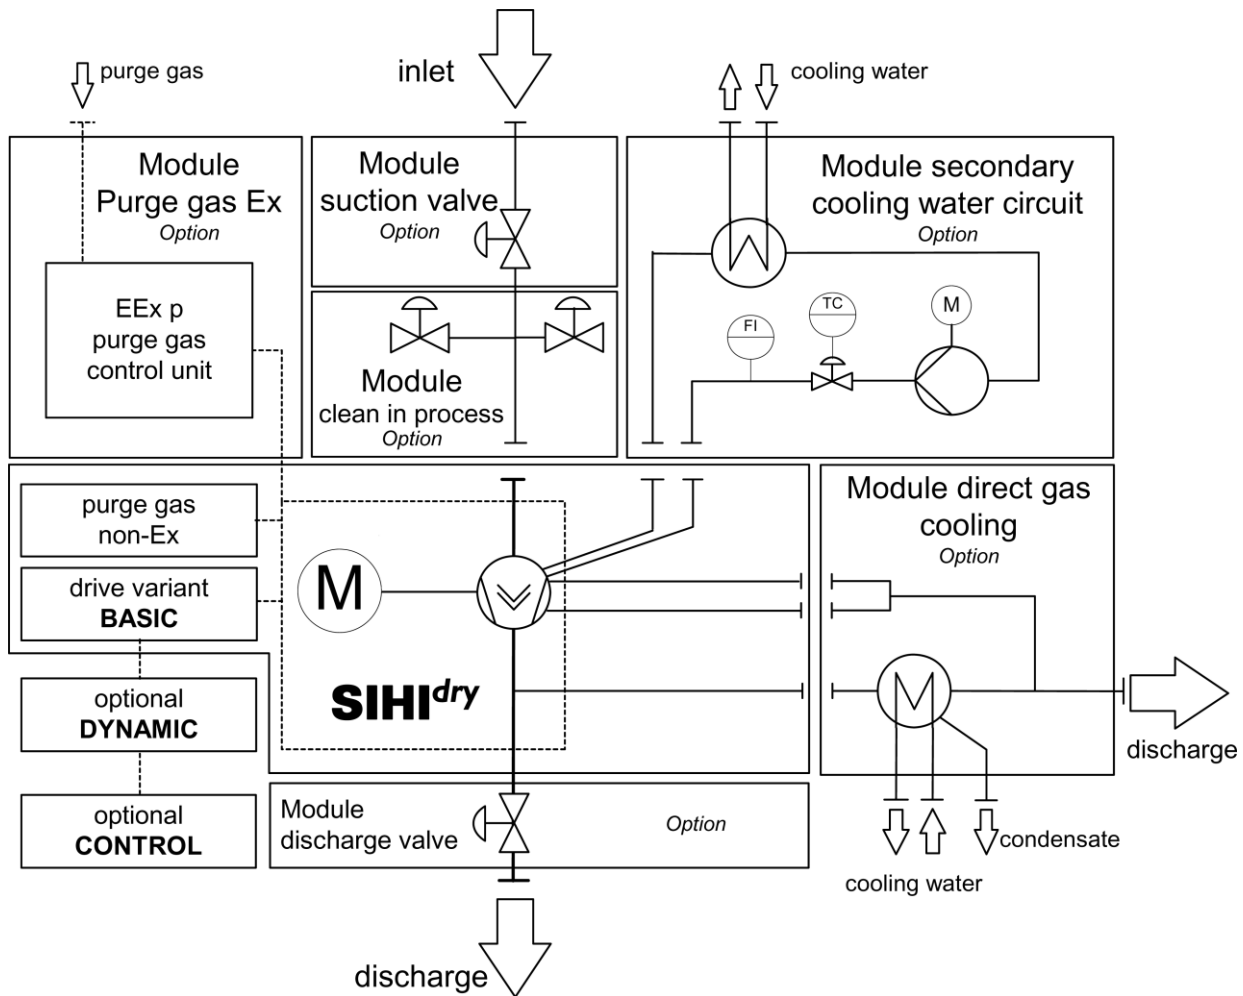 purge gas
inlet
cooling water
Module
Purge gas Ex
Option
EEx p
purge gas
control unit
Module
suction valve
Option
Module
clean in process
Option
Module secondary
cooling water circuit
Option
FI
TC
M
purge gas
non-Ex
drive variant
BASIC
optional
DYNAMIC
optional
CONTROL
M
SIHIdry
Module direct gas
cooling
Option
discharge
condensate
cooling water
Module
discharge valve
Option
discharge